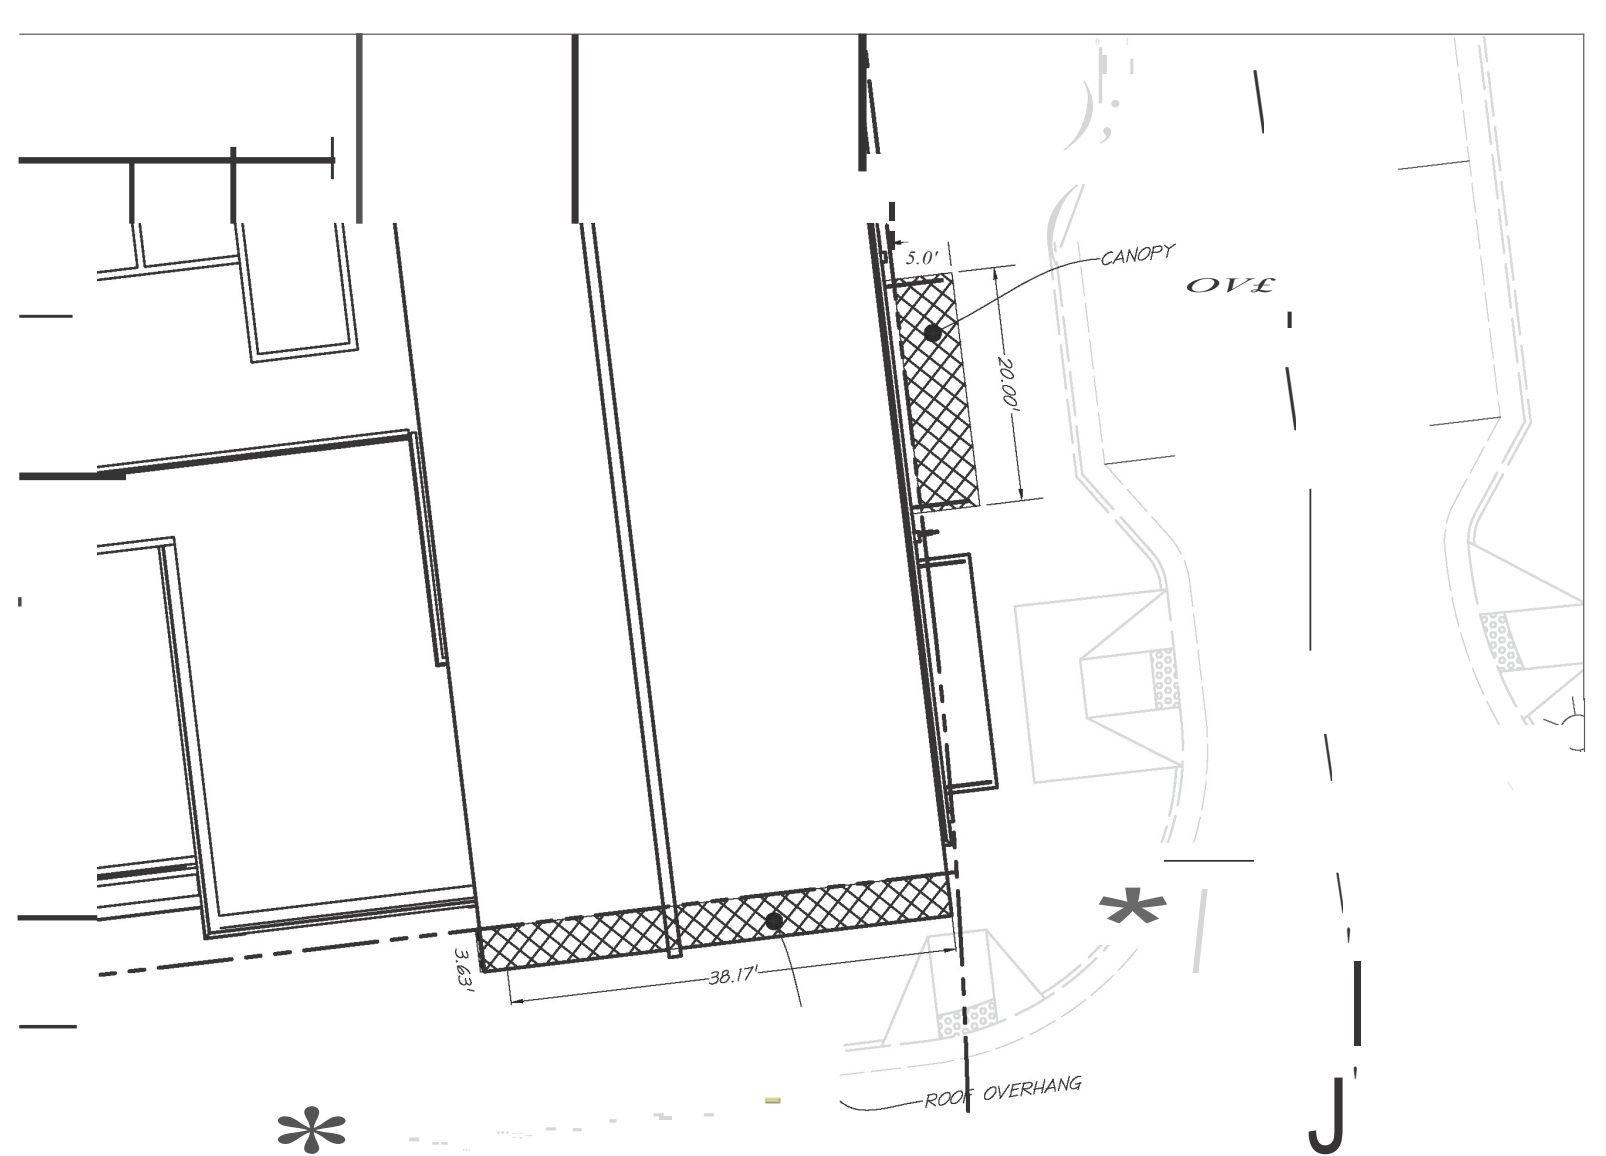 5.0'
CANOPY
OV£
20.00'
*
3.63'
38.17'
ROOF OVERHANG
*
J